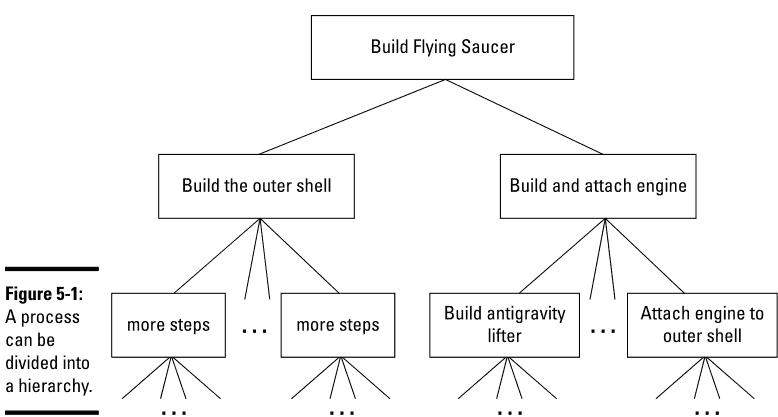 Build Flying Saucer
Build the outer shell
Build and attach engine
more steps
...
more steps
Build antigravity
lifter
...
Attach engine to
outer shell
...
...
...
...
Figure 5-1:
A process
can be
divided into
a hierarchy.